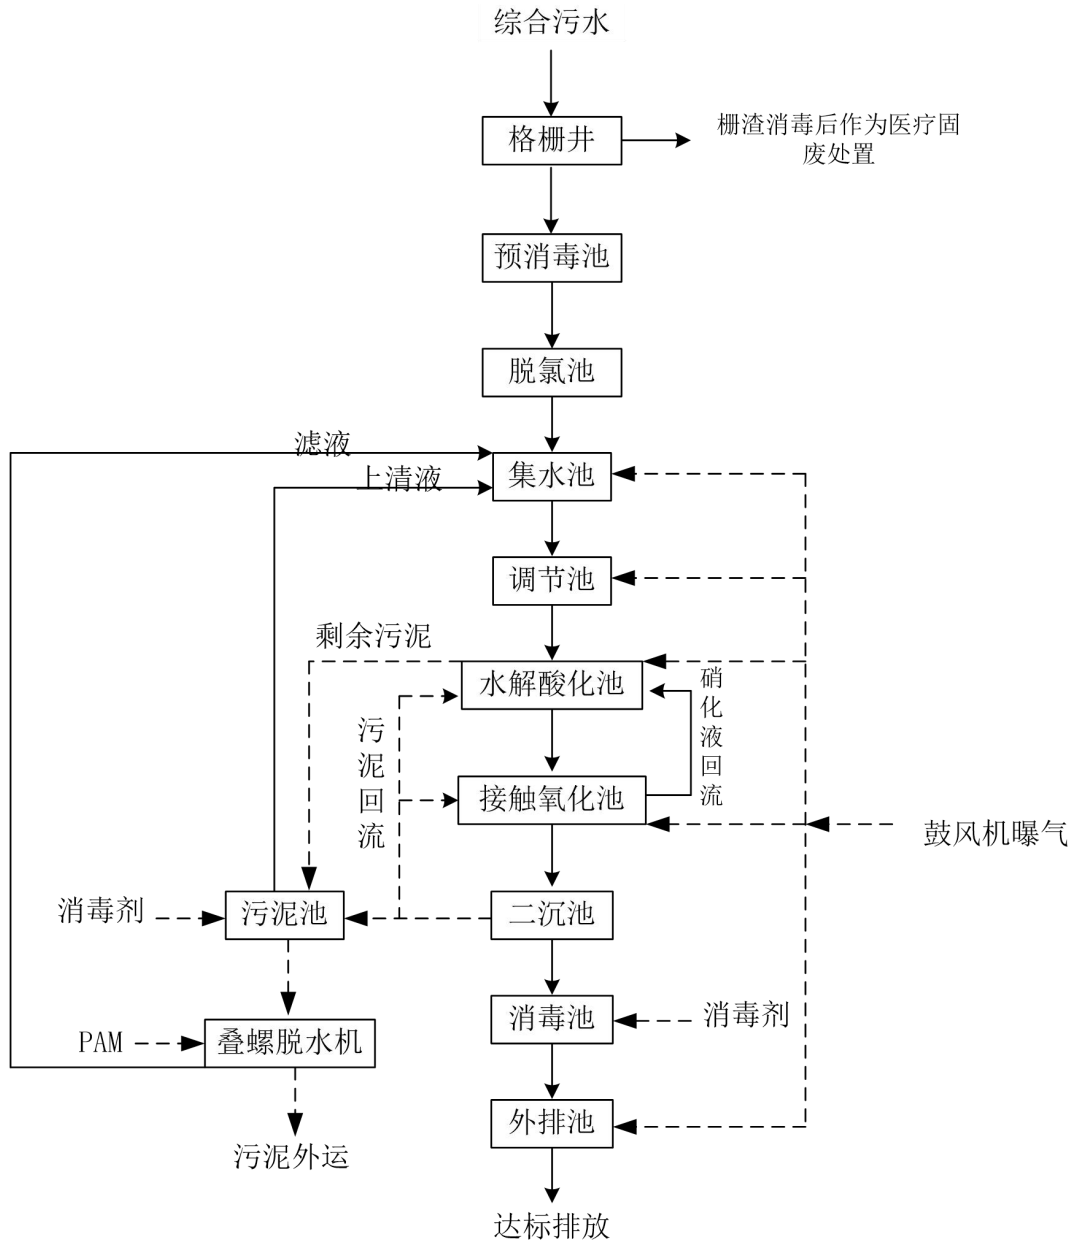 综合污水
格栅井
栅渣消毒后作为医疗固
废处置
预消毒池
脱氯池
滤液
集水池
上清液
调节池
剩余污泥
水解酸化池
硝化液回流
污泥回流
接触氧化池
鼓风机曝气
消毒剂
污泥池
二沉池
消毒池
消毒剂
PAM
叠螺脱水机
外排池
污泥外运
达标排放